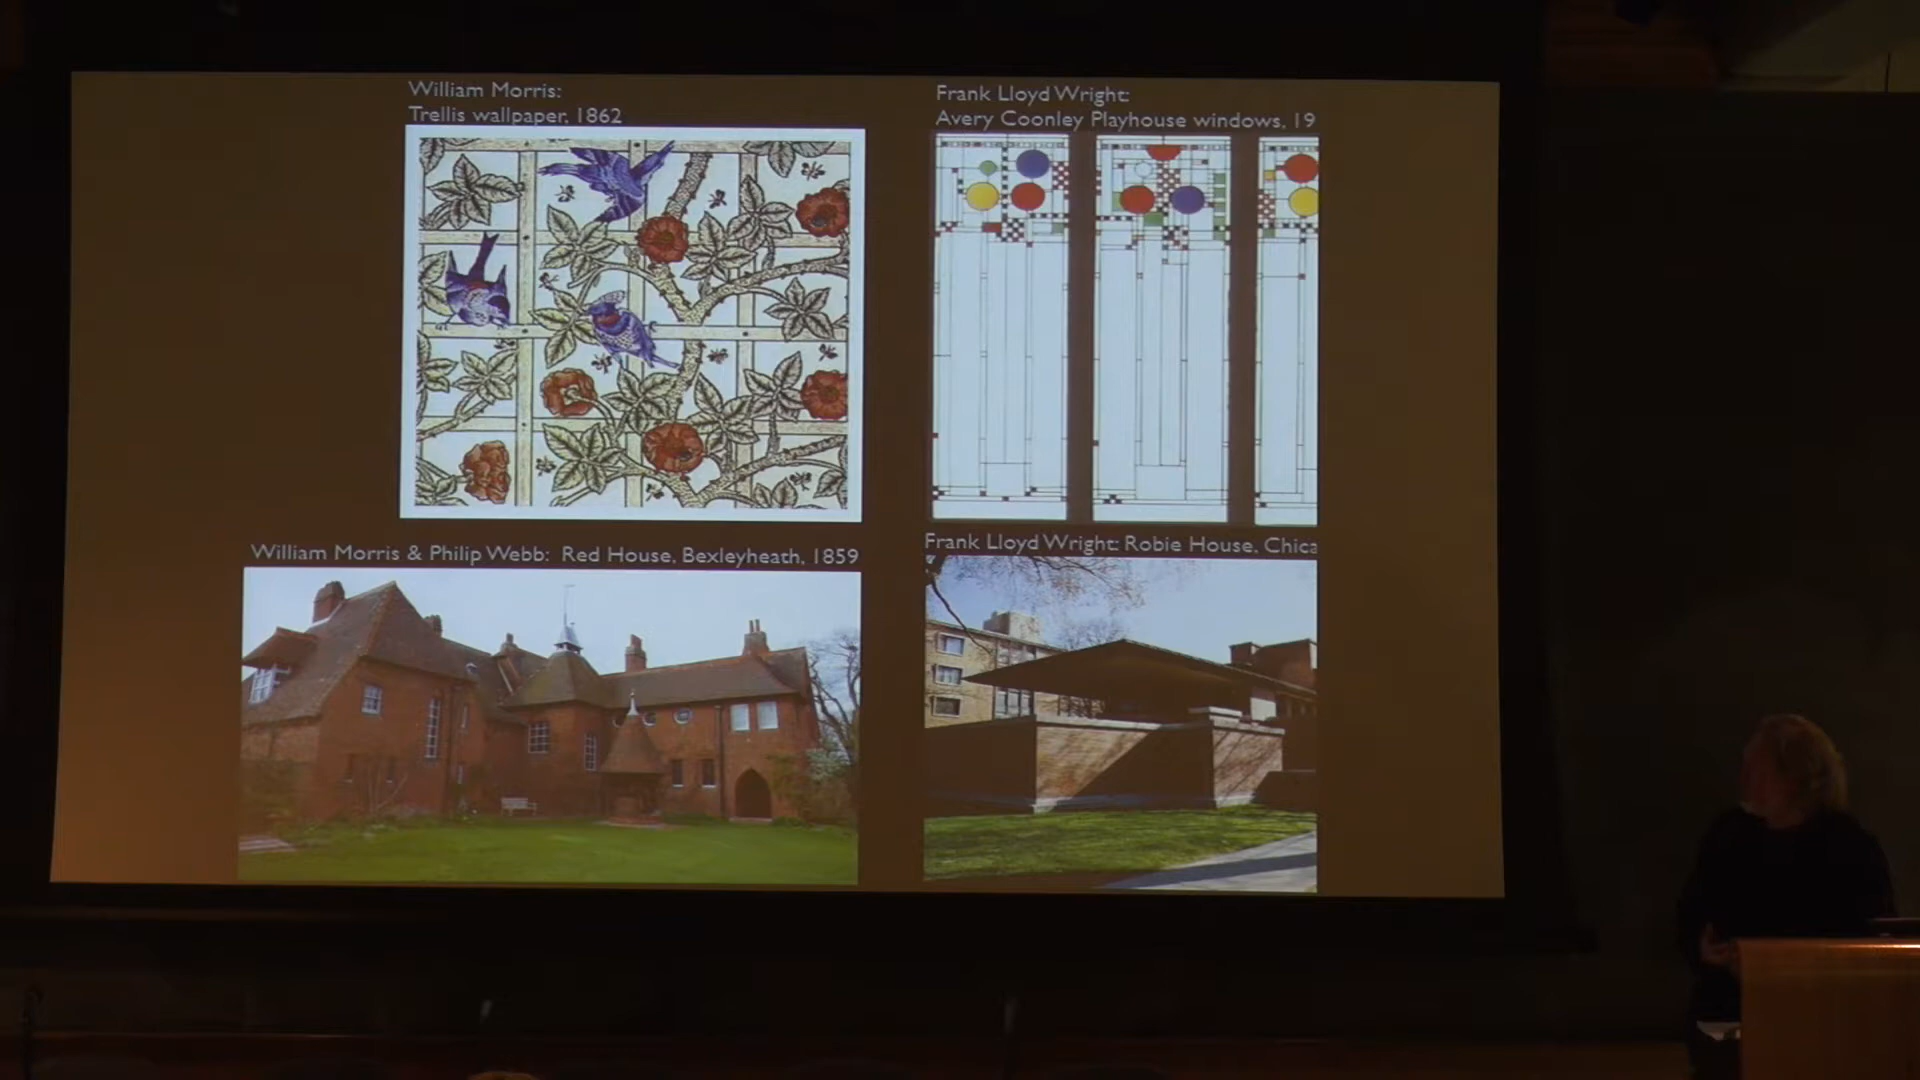 William Morris:
Trellis wallpaper, 1862
Frank Lloyd Wright:
Avery Coonley Playhouse windows, 19
William Morris & Philip Webb: Red House, Bexleyheath, 1859
Frank Lloyd Wright: Robie House, Chica